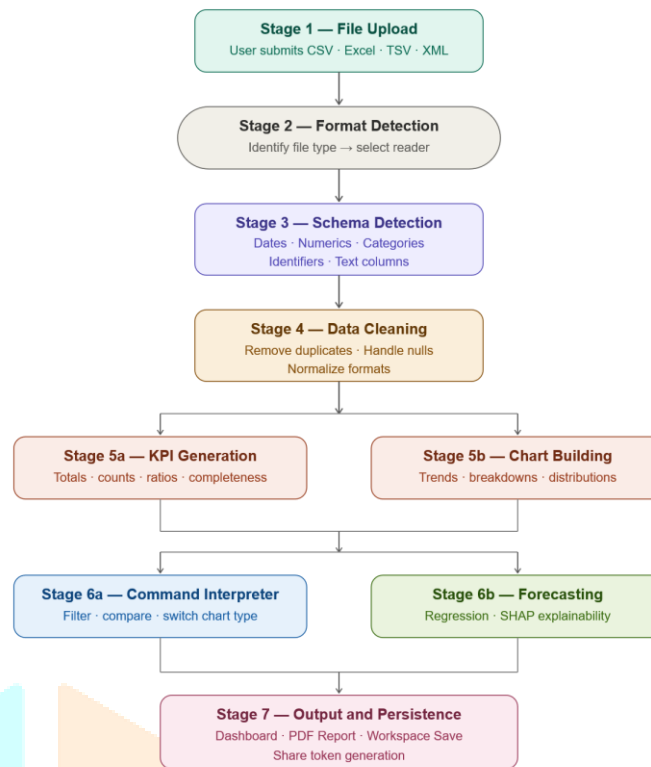 Stage 1 — File Upload
User submits CSV · Excel · TSV · XML
Stage 2 — Format Detection
Identify file type → select reader
Stage 3 — Schema Detection
Dates · Numerics · Categories
Identifiers · Text columns
Stage 4 — Data Cleaning
Remove duplicates · Handle nulls
Normalize formats
Stage 5a — KPI Generation
Totals · counts · ratios · completeness
Stage 5b — Chart Building
Trends · breakdowns · distributions
Stage 6a — Command Interpreter
Filter · compare · switch chart type
Stage 6b — Forecasting
Regression · SHAP explainability
Stage 7 — Output and Persistence
Dashboard · PDF Report · Workspace Save
Share token generation